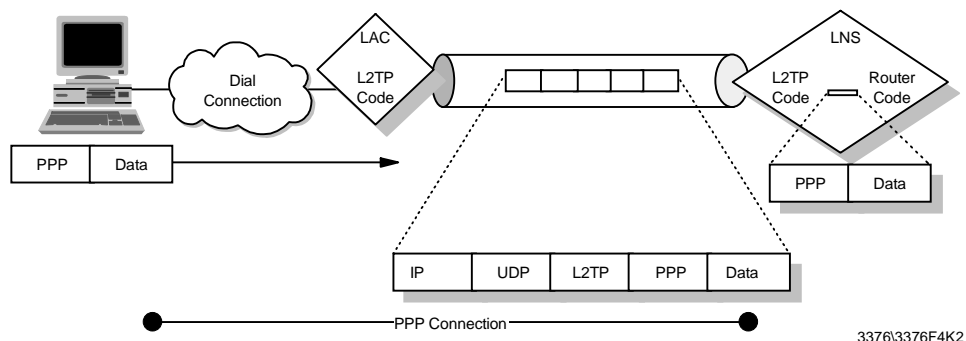 LAC
L2TP
Code
Dial
Connection
LNS
L2TP
Code
Router
Code
PPP Data
PPP Data
IP UDP L2TP PPP Data
PPP Connection
3376\3376F4K2